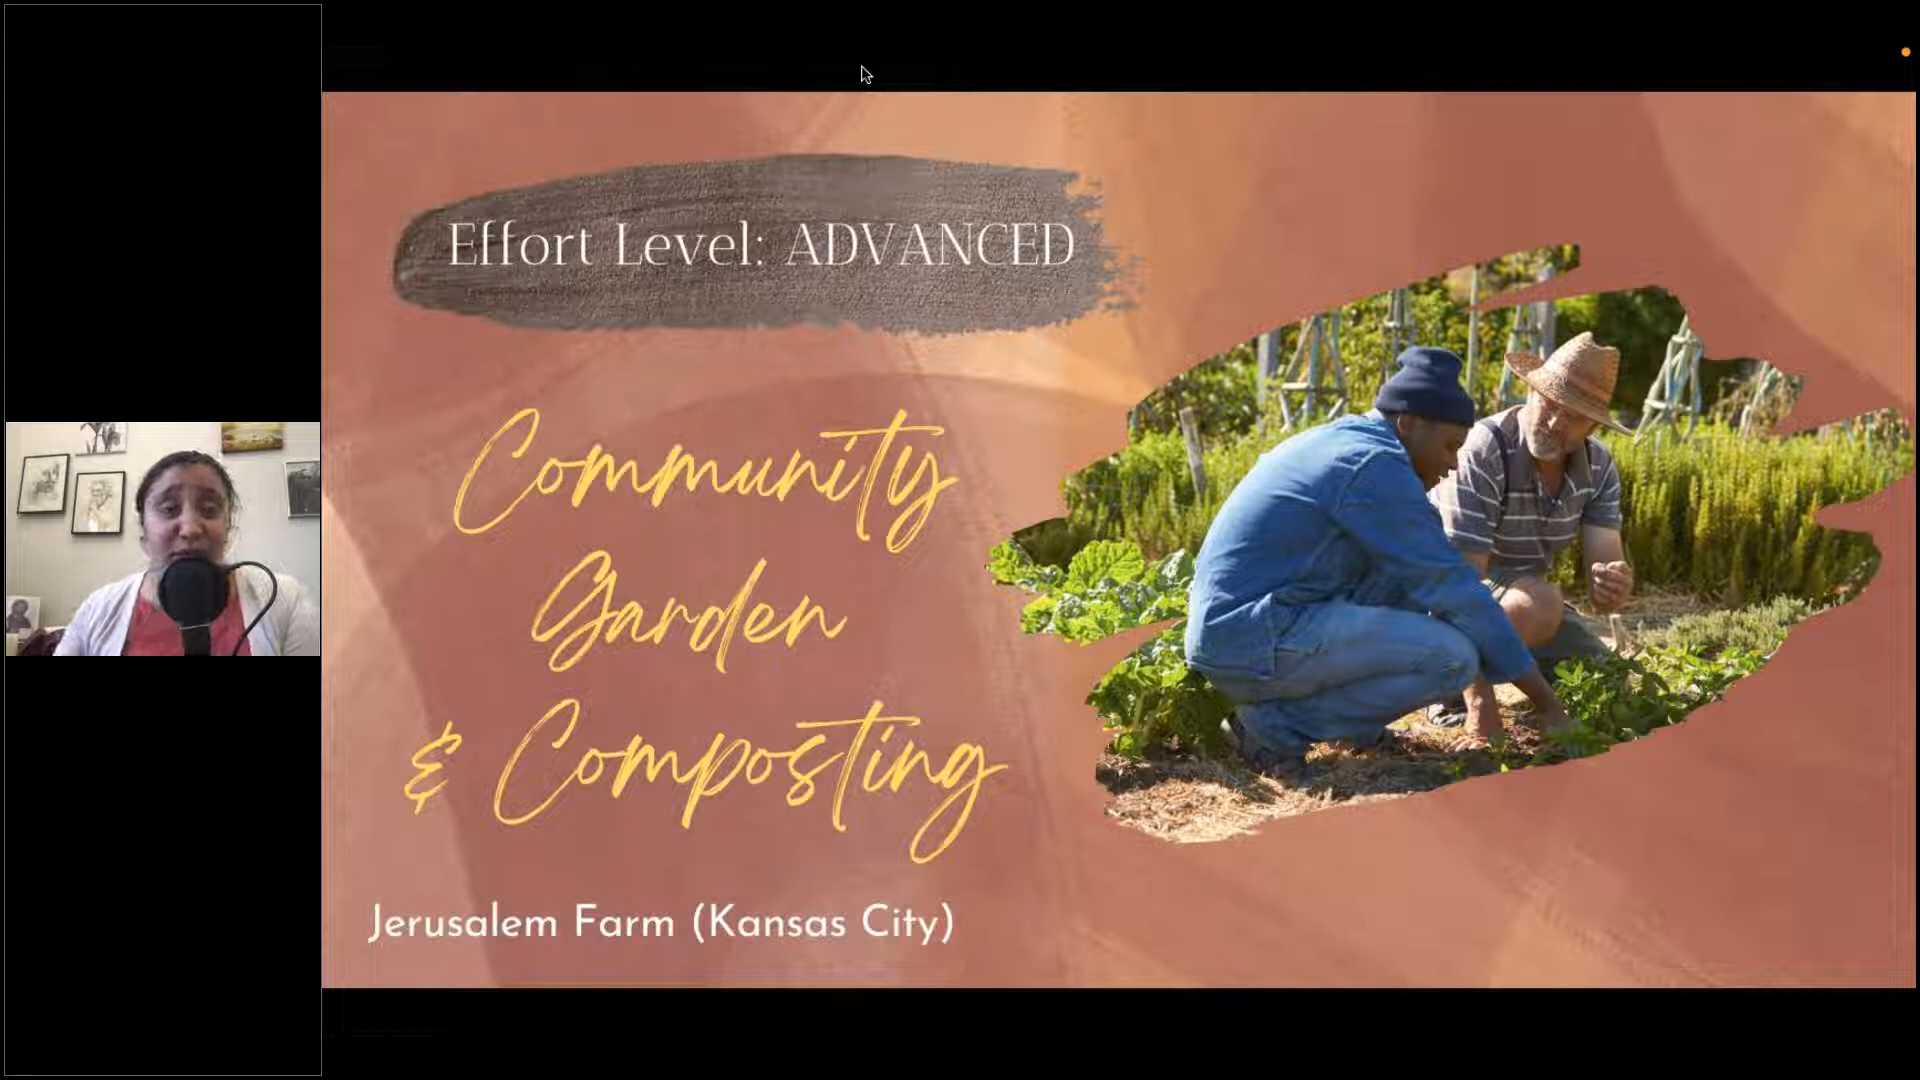 Effort Level: ADVANCED
Community
Garden
& Composting
Jerusalem Farm (Kansas City)